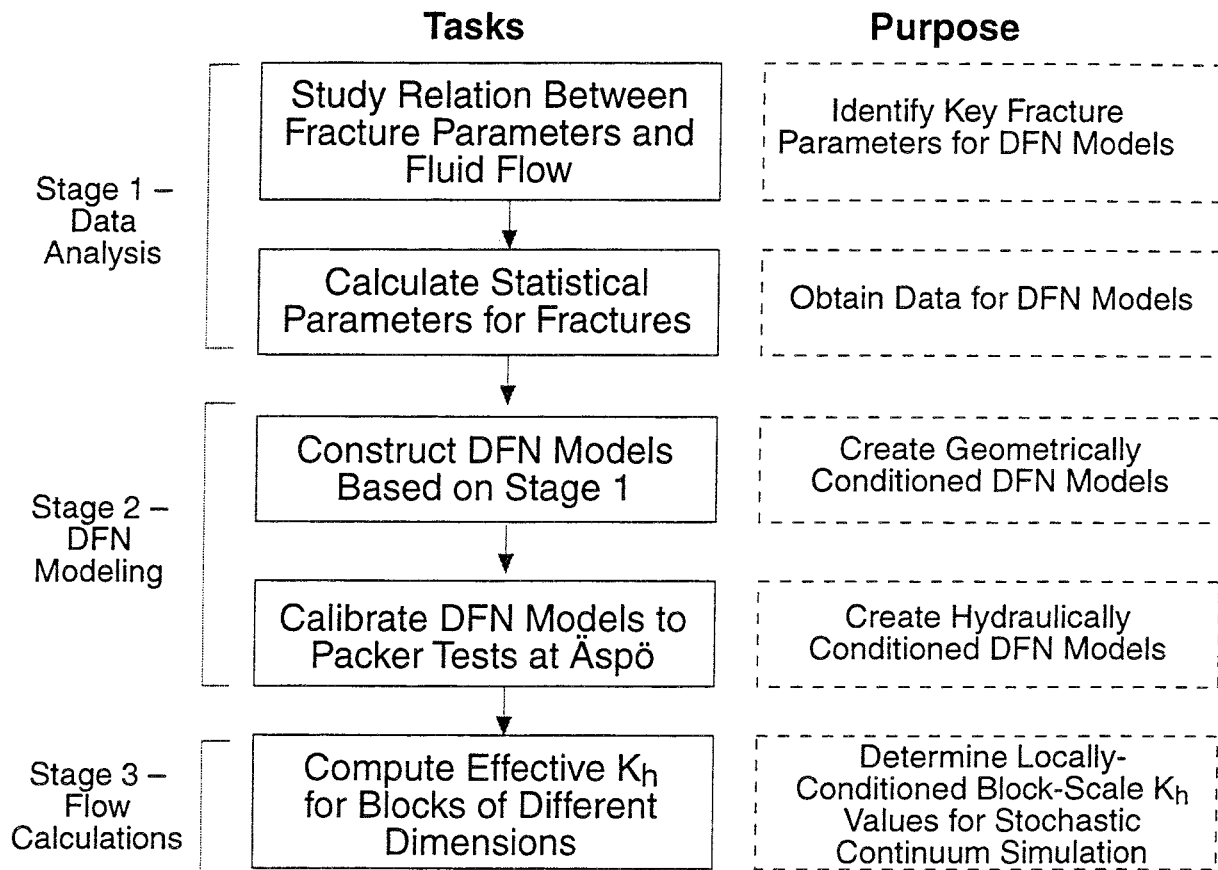 Tasks
Purpose
Stage 1 –
Data
Analysis
Study Relation Between
Fracture Parameters and
Fluid Flow
Identify Key Fracture
Parameters for DFN Models
Calculate Statistical
Parameters for Fractures
Obtain Data for DFN Models
Stage 2 –
DFN
Modeling
Construct DFN Models
Based on Stage 1
Create Geometrically
Conditioned DFN Models
Calibrate DFN Models to
Packer Tests at Äspö
Create Hydraulically
Conditioned DFN Models
Stage 3 –
Flow
Calculations
Compute Effective Kh
for Blocks of Different
Dimensions
Determine Locally-
Conditioned Block-Scale Kh
Values for Stochastic
Continuum Simulation